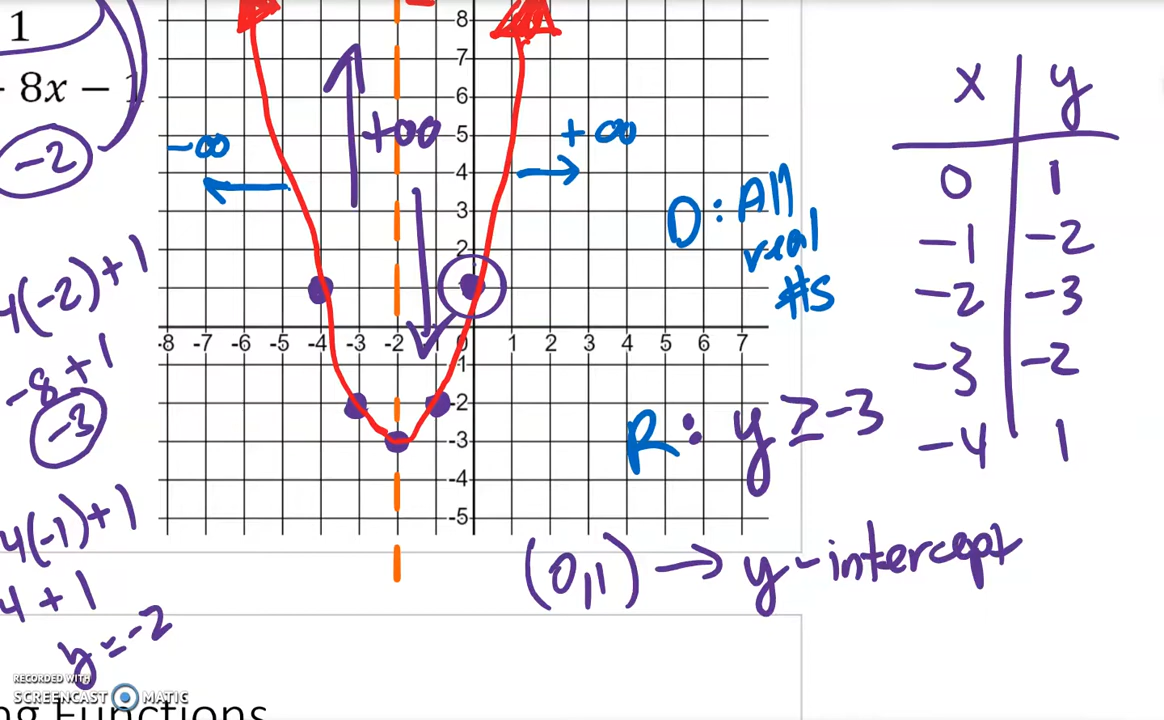 1
- 8x - 1
-2
4(-2)+1
-8+1
-3
4(-1)+1
4+1
y=-2
8
7
6
5
4
3
2
-8 -7 -6 -5 -4 -3 -2 0 1 2 3 4 5 6 7
-1
-2
-3
-4
-5
-∞
+∞
+∞
D: All
real
#s
R: y ≥ -3
(0,1) → y-intercept
x y
0 1
-1 -2
-2 -3
-3 -2
-4 1
RECORDED WITH
SCREENCAST MATIC
ng Functions